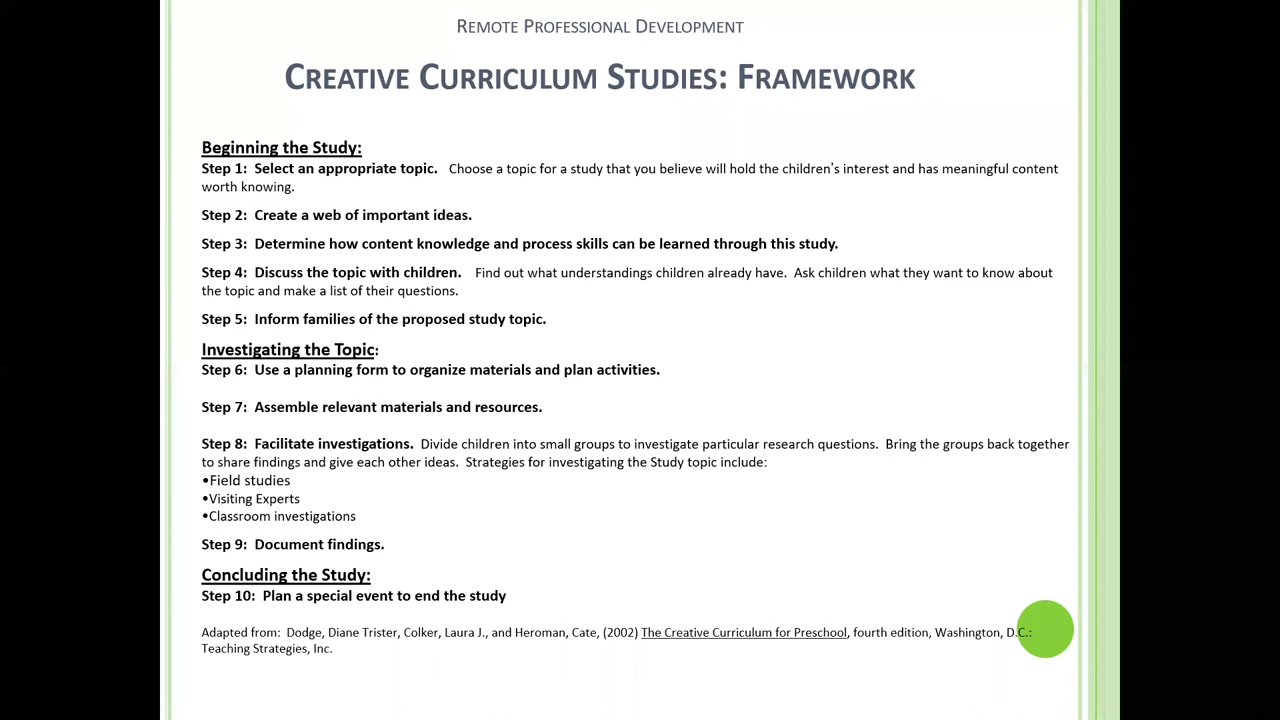 Remote Professional Development
Creative Curriculum Studies: Framework
Beginning the Study:
Step 1: Select an appropriate topic. Choose a topic for a study that you believe will hold the children's interest and has meaningful content
worth knowing.
Step 2: Create a web of important ideas.
Step 3: Determine how content knowledge and process skills can be learned through this study.
Step 4: Discuss the topic with children. Find out what understandings children already have. Ask children what they want to know about
the topic and make a list of their questions.
Step 5: Inform families of the proposed study topic.
Investigating the Topic:
Step 6: Use a planning form to organize materials and plan activities.
Step 7: Assemble relevant materials and resources.
Step 8: Facilitate investigations. Divide children into small groups to investigate particular research questions. Bring the groups back together
to share findings and give each other ideas. Strategies for investigating the Study topic include:
•Field studies
•Visiting Experts
•Classroom investigations
Step 9: Document findings.
Concluding the Study:
Step 10: Plan a special event to end the study
Adapted from: Dodge, Diane Trister, Colker, Laura J., and Heroman, Cate, (2002) The Creative Curriculum for Preschool, fourth edition, Washington, D.C.:
Teaching Strategies, Inc.